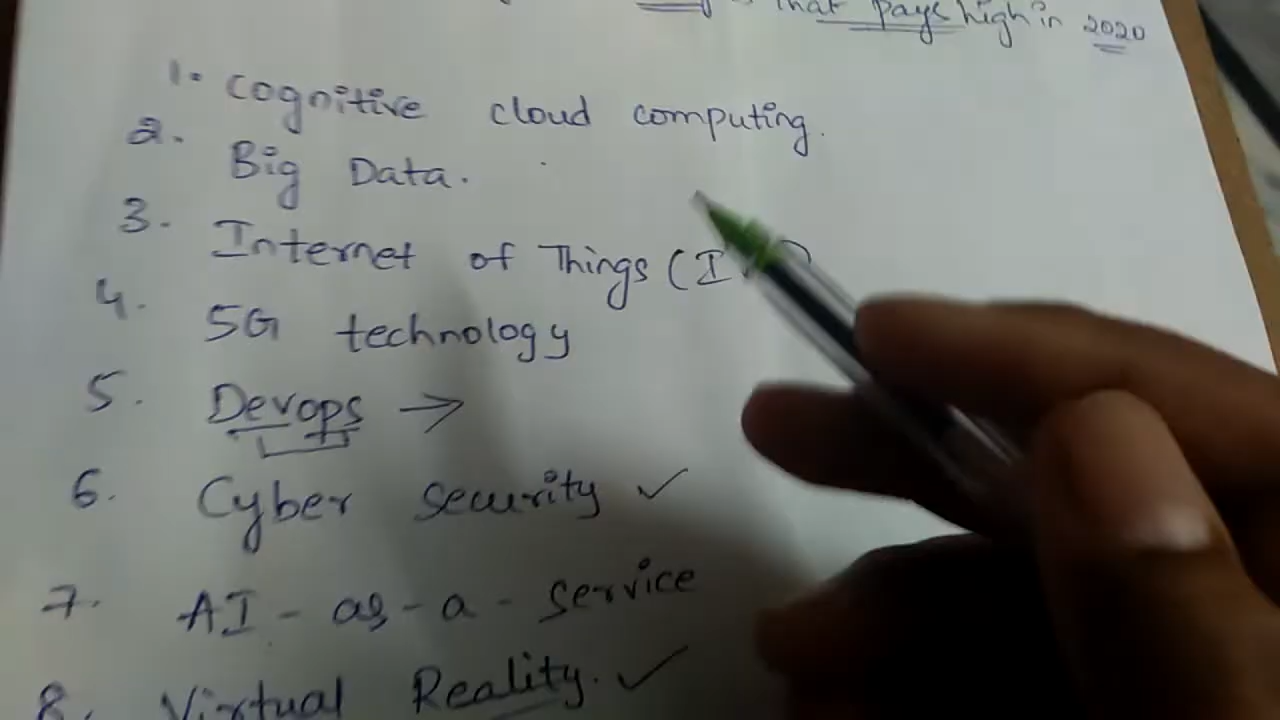 that pays high in 2020
1. Cognitive cloud computing.
2. Big Data.
3. Internet of Things (I
4. 5G technology
5. Devops →
6. Cyber security ✓
7. AI-as-a-service
8. Virtual Reality. ✓